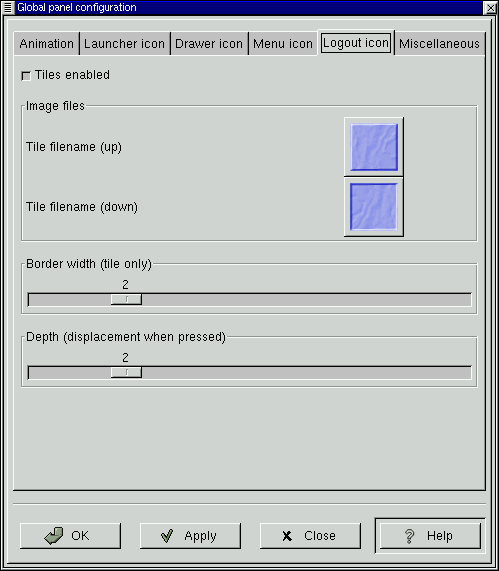 Global panel configuration
Animation Launcher icon Drawer icon Menu icon Logout icon Miscellaneous
Tiles enabled
Image files
Tile filename (up)
Tile filename (down)
Border width (tile only)
2
Depth (displacement when pressed)
2
OK Apply Close Help